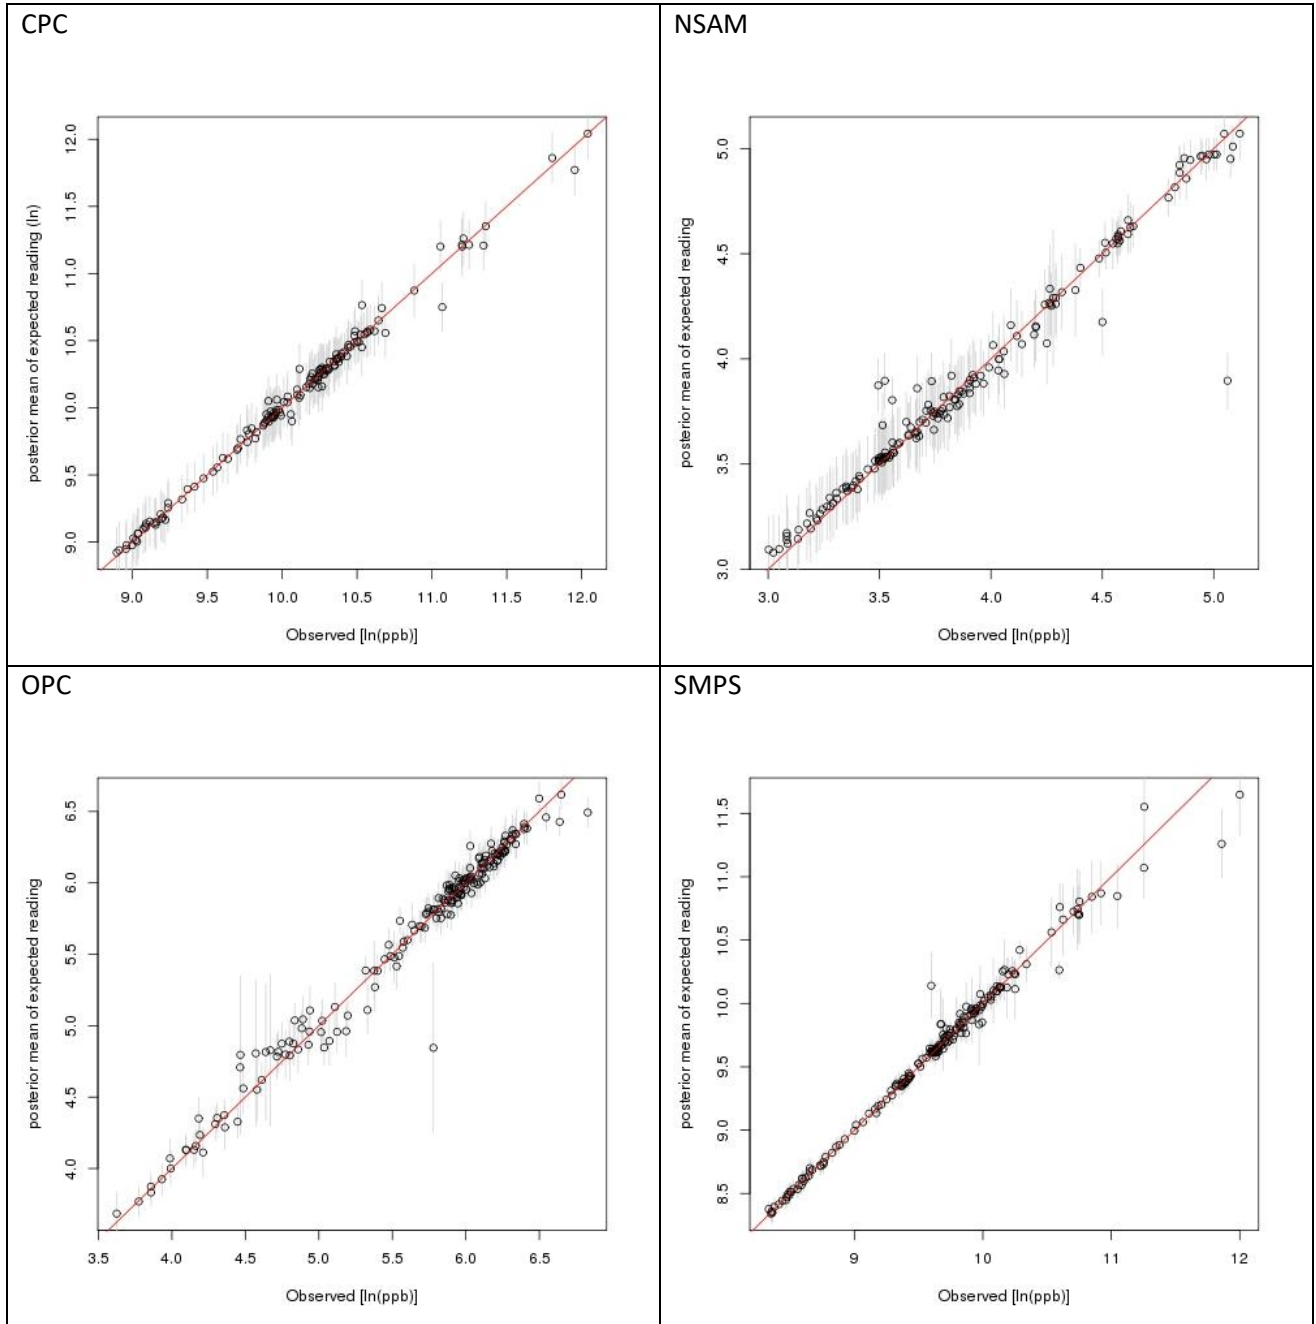 CPC
posterior mean of expected reading (ln)
12.0
11.5
11.0
10.5
10.0
9.5
9.0
9.0 9.5 10.0 10.5 11.0 11.5 12.0
Observed [ln(ppb)]
NSAM
posterior mean of expected reading
5.0
4.5
4.0
3.5
3.0
3.0 3.5 4.0 4.5 5.0
Observed [ln(ppb)]
OPC
posterior mean of expected reading
6.5
6.0
5.5
5.0
4.5
4.0
3.5 4.0 4.5 5.0 5.5 6.0 6.5
Observed [ln(ppb)]
SMPS
posterior mean of expected reading
11.5
11.0
10.5
10.0
9.5
9.0
8.5
9 10 11 12
Observed [ln(ppb)]